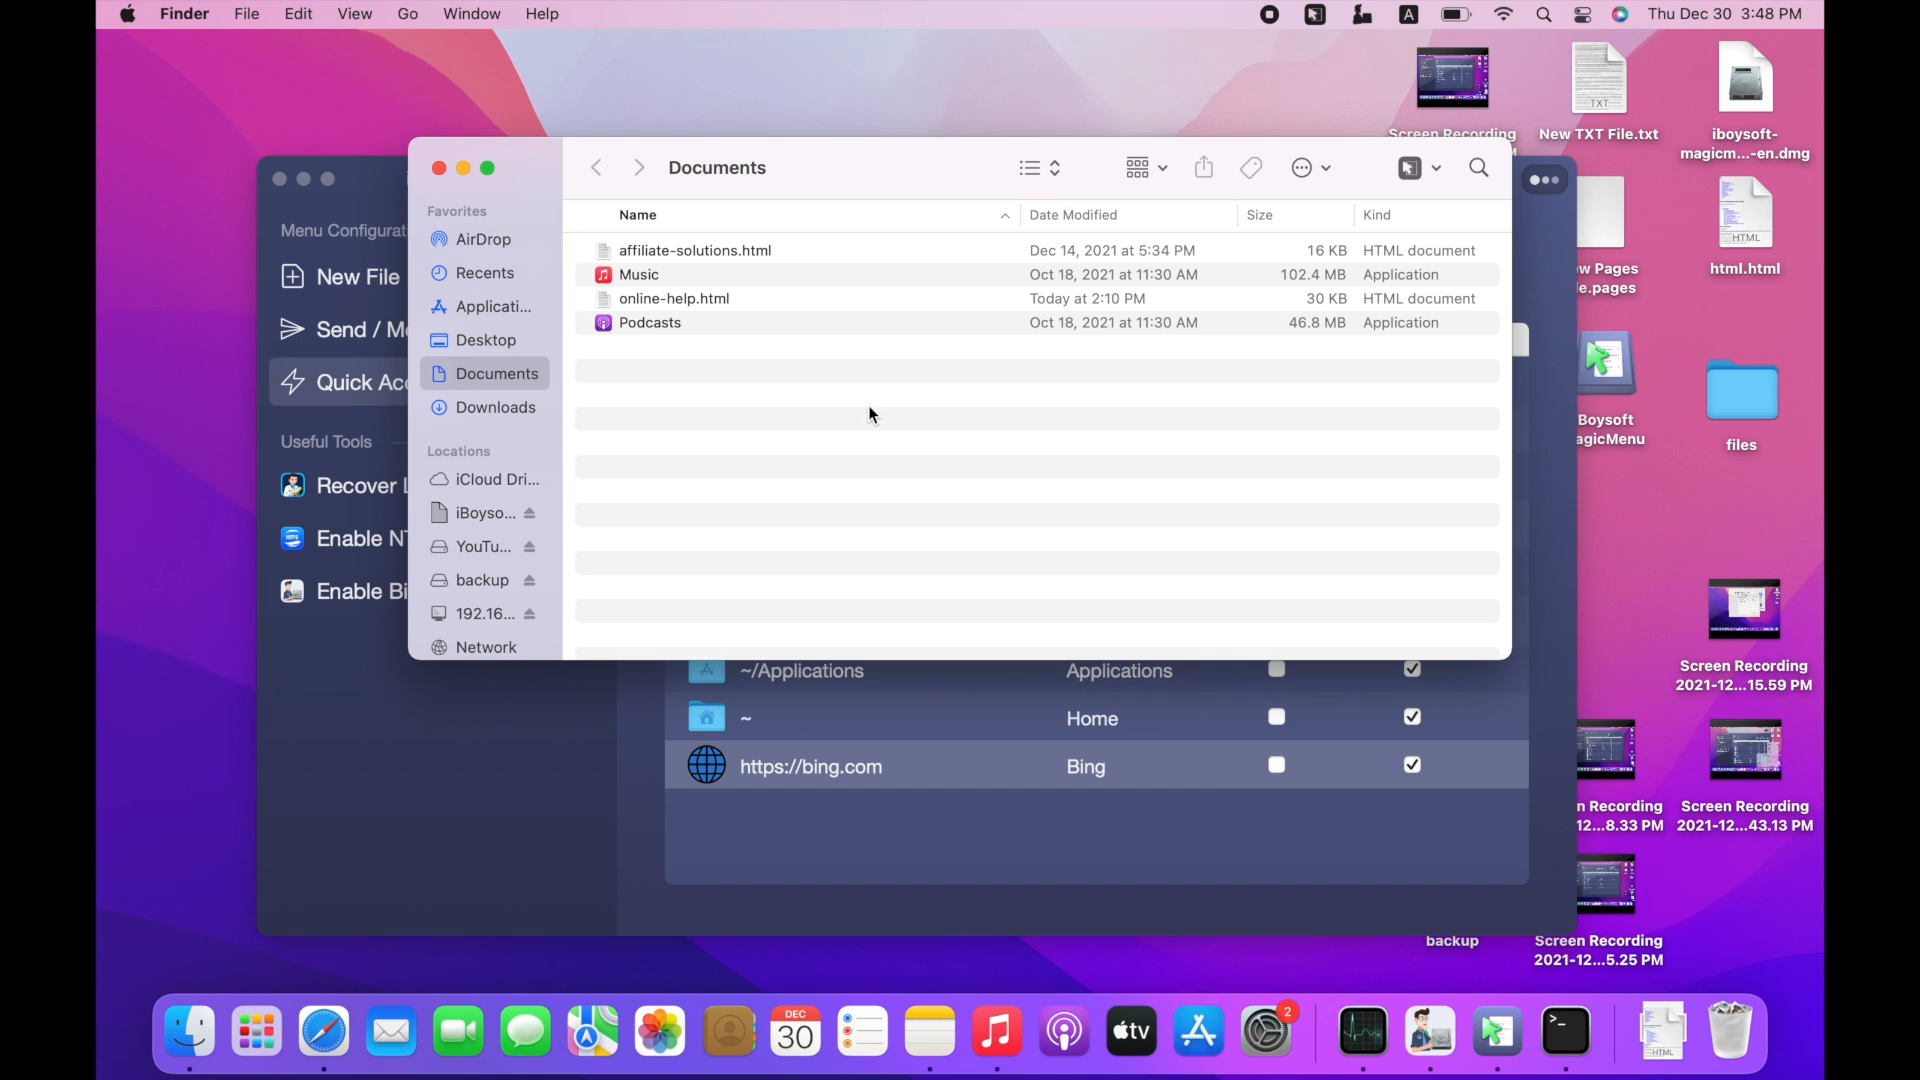 Finder File Edit View Go Window Help
A
Thu Dec 30 3:48 PM
Screen Recording
TXT
New TXT File.txt
iboysoft-
magicm...-en.dmg
Documents
Favorites
AirDrop
Recents
Applicati...
Desktop
Documents
Downloads
Locations
iCloud Dri...
iBoyso...
YouTu...
backup
192.16...
Network
Name Date Modified Size Kind
affiliate-solutions.html Dec 14, 2021 at 5:34 PM 16 KB HTML document
Music Oct 18, 2021 at 11:30 AM 102.4 MB Application
online-help.html Today at 2:10 PM 30 KB HTML document
Podcasts Oct 18, 2021 at 11:30 AM 46.8 MB Application
Menu Configurat
New File
Send / Mo
Quick Acc
Useful Tools
Recover L
Enable NT
Enable Bi
~/Applications Applications
~ Home
https://bing.com Bing
w Pages
e.pages
HTML
html.html
Boysoft
agicMenu
files
Screen Recording
2021-12...15.59 PM
n Recording
12...8.33 PM
Screen Recording
2021-12...43.13 PM
backup
Screen Recording
2021-12...5.25 PM
DEC
30
tv
2
>_
HTML